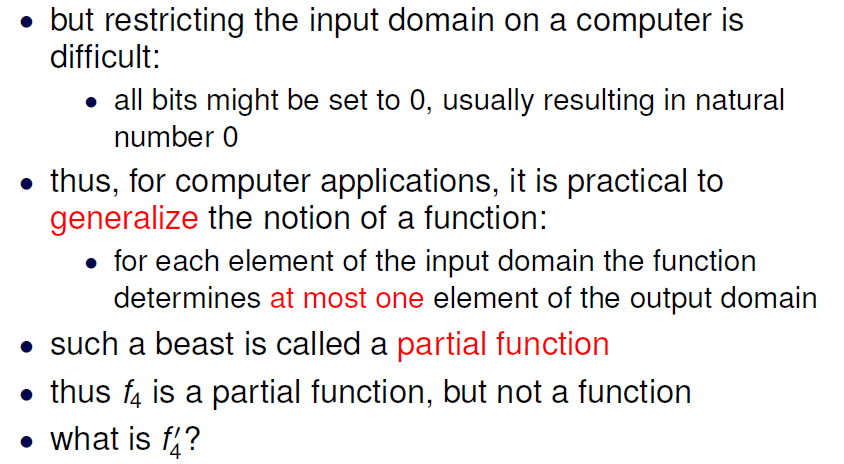 • but restricting the input domain on a computer is
difficult:
• all bits might be set to 0, usually resulting in natural
number 0
• thus, for computer applications, it is practical to
generalize the notion of a function:
• for each element of the input domain the function
determines at most one element of the output domain
• such a beast is called a partial function
• thus f₄ is a partial function, but not a function
• what is f₄′?